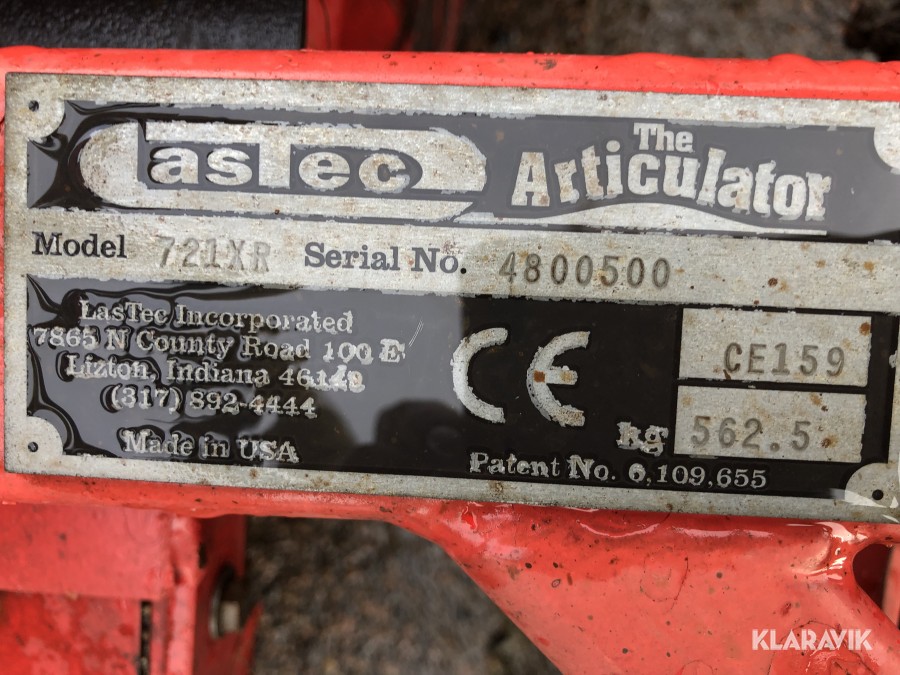 LasTec
The
Articulator
Model 721XR Serial No. 4800500
LasTec Incorporated
7865 N County Road 100 E
Lizton, Indiana 46149
(317) 892-4444
Made in USA
CE
CE159
kg 562.5
Patent No. 6,109,655
KLARAVIK